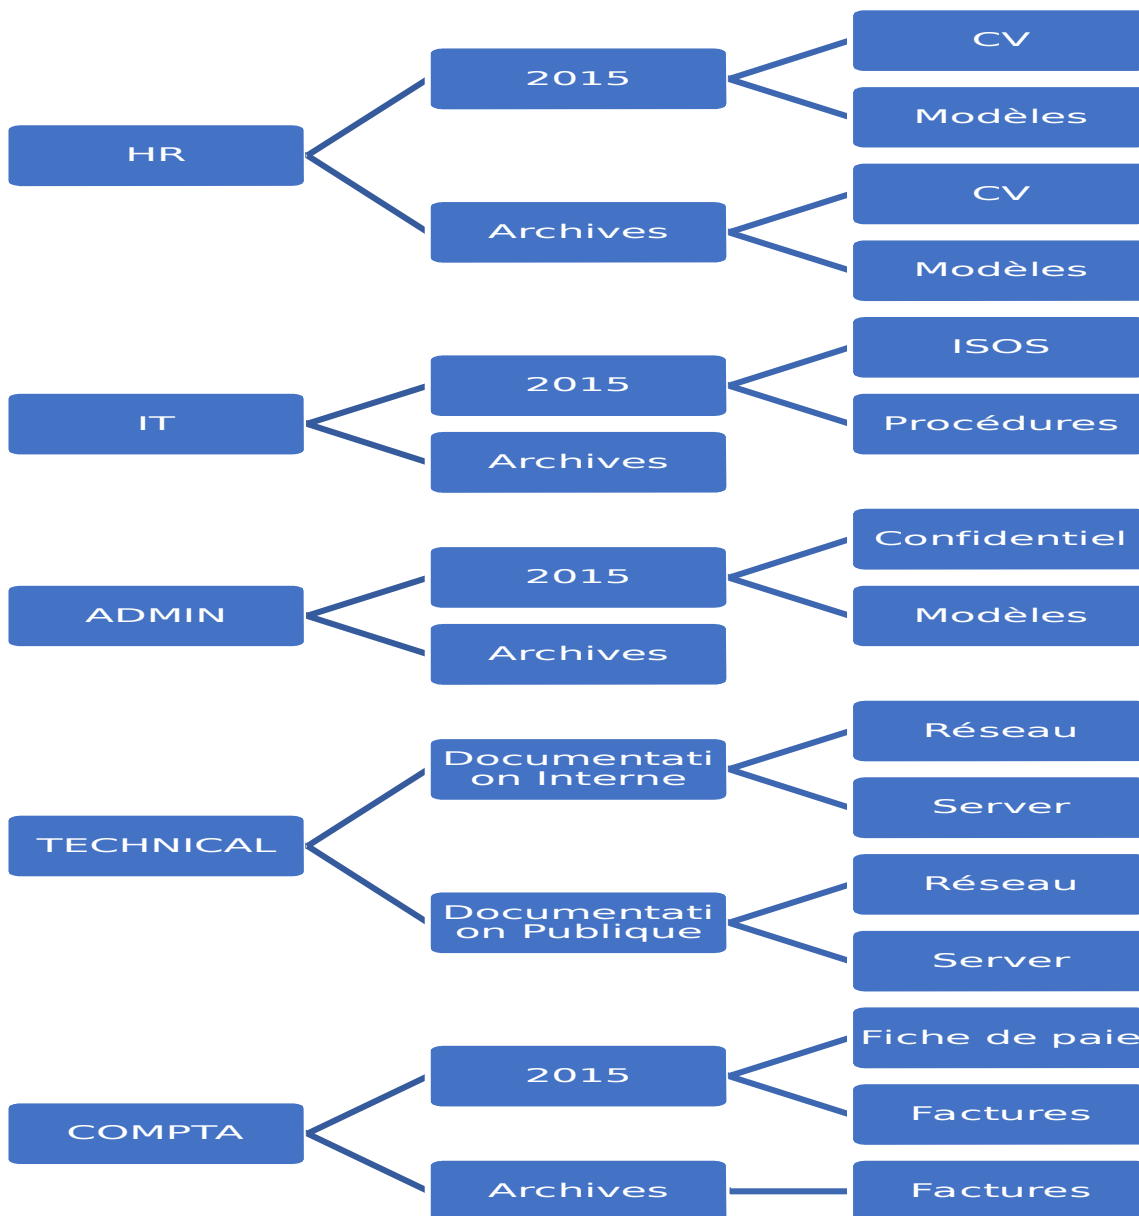 HR
2015
CV
Modèles
Archives
CV
Modèles
IT
2015
ISOS
Procédures
Archives
ADMIN
2015
Confidentiel
Modèles
Archives
TECHNICAL
Documentati
on Interne
Réseau
Server
Documentati
on Publique
Réseau
Server
COMPTA
2015
Fiche de paie
Factures
Archives
Factures